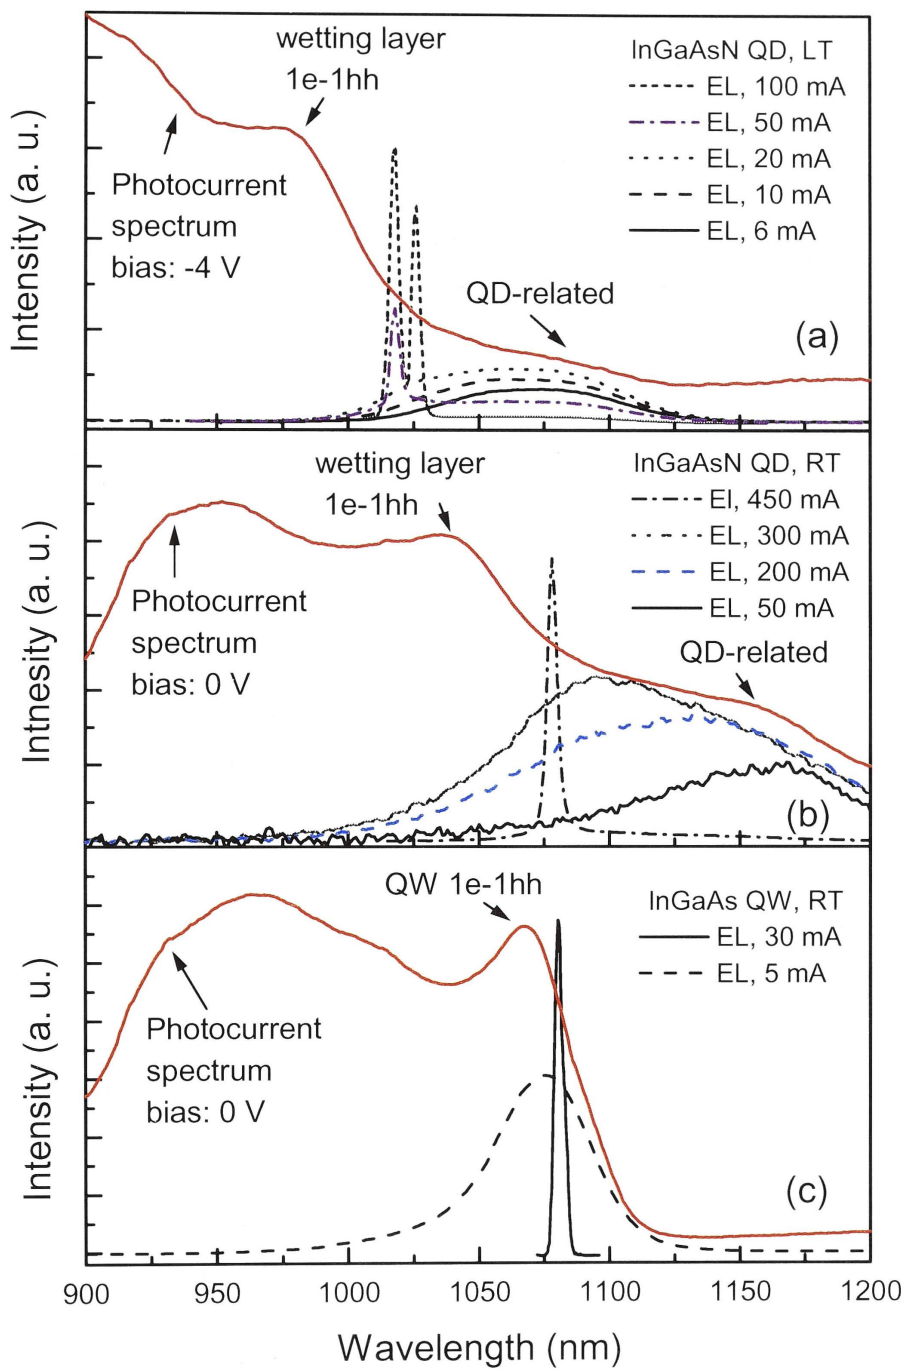 wetting layer
1e-1hh
Photocurrent
spectrum
bias: -4 V
InGaAsN QD, LT
EL, 100 mA
EL, 50 mA
EL, 20 mA
EL, 10 mA
EL, 6 mA
QD-related
(a)
Intensity (a. u.)
wetting layer
1e-1hh
Photocurrent
spectrum
bias: 0 V
InGaAsN QD, RT
El, 450 mA
EL, 300 mA
EL, 200 mA
EL, 50 mA
QD-related
(b)
Intnesity (a. u.)
QW 1e-1hh
Photocurrent
spectrum
bias: 0 V
InGaAs QW, RT
EL, 30 mA
EL, 5 mA
(c)
Intensity (a. u.)
900 950 1000 1050 1100 1150 1200
Wavelength (nm)